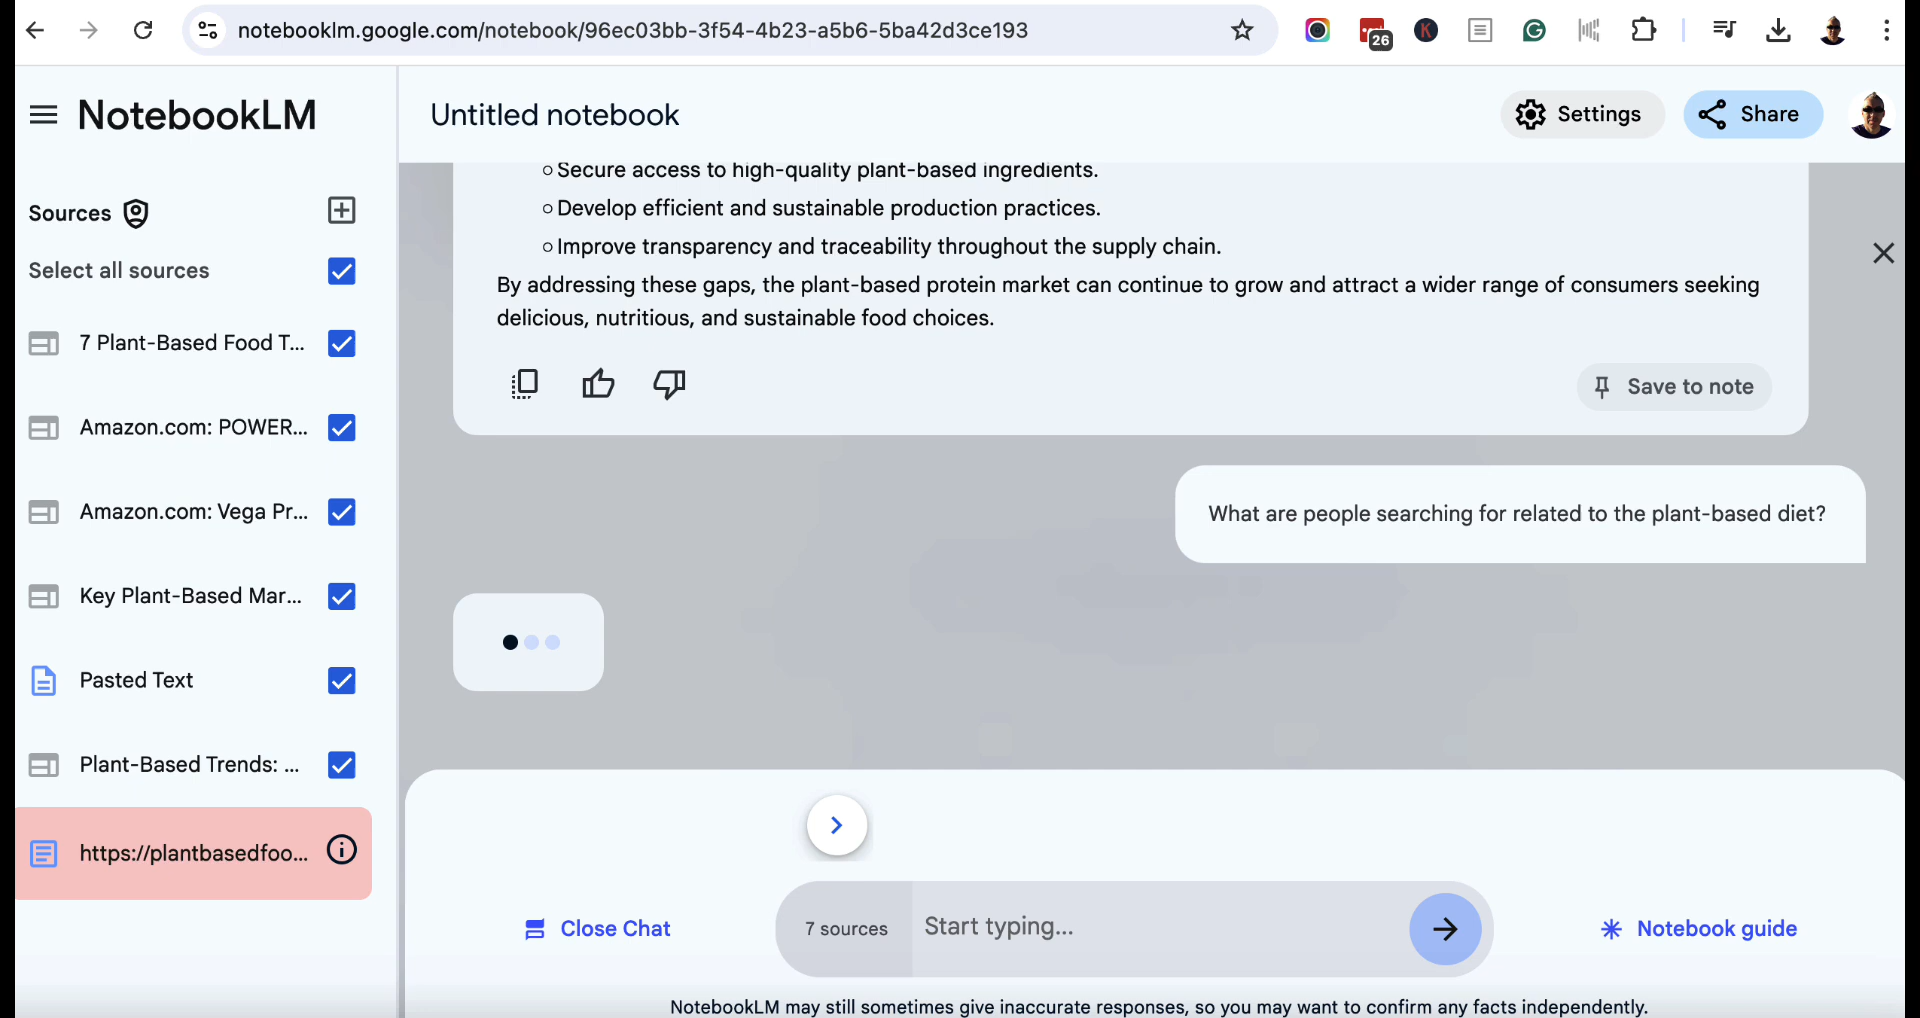 notebooklm.google.com/notebook/96ec03bb-3f54-4b23-a5b6-5ba42d3ce193
26
K
NotebookLM
Untitled notebook
Settings
Share
Sources
Select all sources
7 Plant-Based Food T...
Amazon.com: POWER...
Amazon.com: Vega Pr...
Key Plant-Based Mar...
Pasted Text
Plant-Based Trends: ...
https://plantbasedfoo...
Secure access to high-quality plant-based ingredients.
Develop efficient and sustainable production practices.
Improve transparency and traceability throughout the supply chain.
By addressing these gaps, the plant-based protein market can continue to grow and attract a wider range of consumers seeking
delicious, nutritious, and sustainable food choices.
Save to note
What are people searching for related to the plant-based diet?
Close Chat
7 sources
Start typing...
Notebook guide
NotebookLM may still sometimes give inaccurate responses, so you may want to confirm any facts independently.